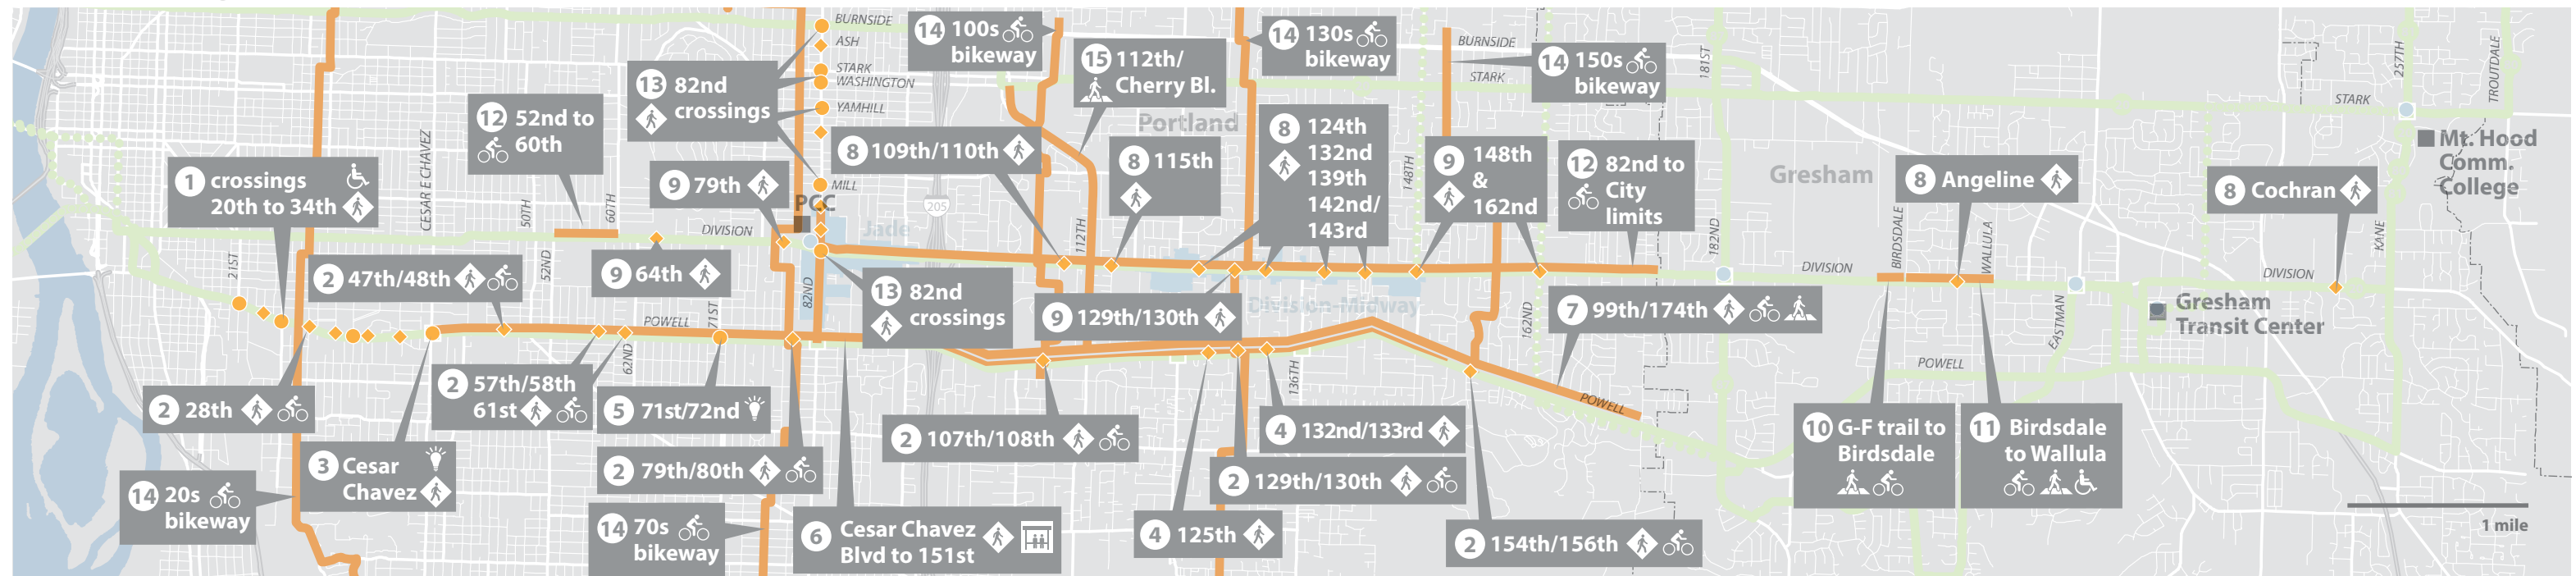 BURNSIDE
ASH
STARK
WASHINGTON
YAMHILL
MILL
14 100s
bikeway
14 130s
bikeway
BURNSIDE
STARK
14 150s
bikeway
181ST
257TH
TROUTDALE
STARK
15 112th/
Cherry Bl.
13 82nd
crossings
12 52nd to
60th
Portland
8 109th/110th
8 115th
8 124th
132nd
139th
142nd/
143rd
148TH
9 148th
&
162nd
12 82nd to
City
limits
Gresham
8 Angeline
8 Cochran
Mt. Hood
Comm.
College
1 crossings
20th to 34th
CESAR E CHAVEZ
50TH
60TH
9 79th
PCC
205
Jade
112TH
182ND
BIRDSDALE
WALLULA
KANE
21ST
52ND
DIVISION
2 47th/48th
9 64th
82ND
13 82nd
crossings
9 129th/130th
Division-Midway
162ND
7 99th/174th
DIVISION
EASTMAN
DIVISION
Gresham
Transit Center
POWELL
71ST
62ND
136TH
POWELL
POWELL
2 28th
2 57th/58th
61st
5 71st/72nd
2 107th/108th
4 132nd/133rd
10 G-F trail to
Birdsdale
11 Birdsdale
to Wallula
3 Cesar
Chavez
2 79th/80th
2 129th/130th
14 20s
bikeway
14 70s
bikeway
6 Cesar Chavez
Blvd to 151st
4 125th
2 154th/156th
1 mile